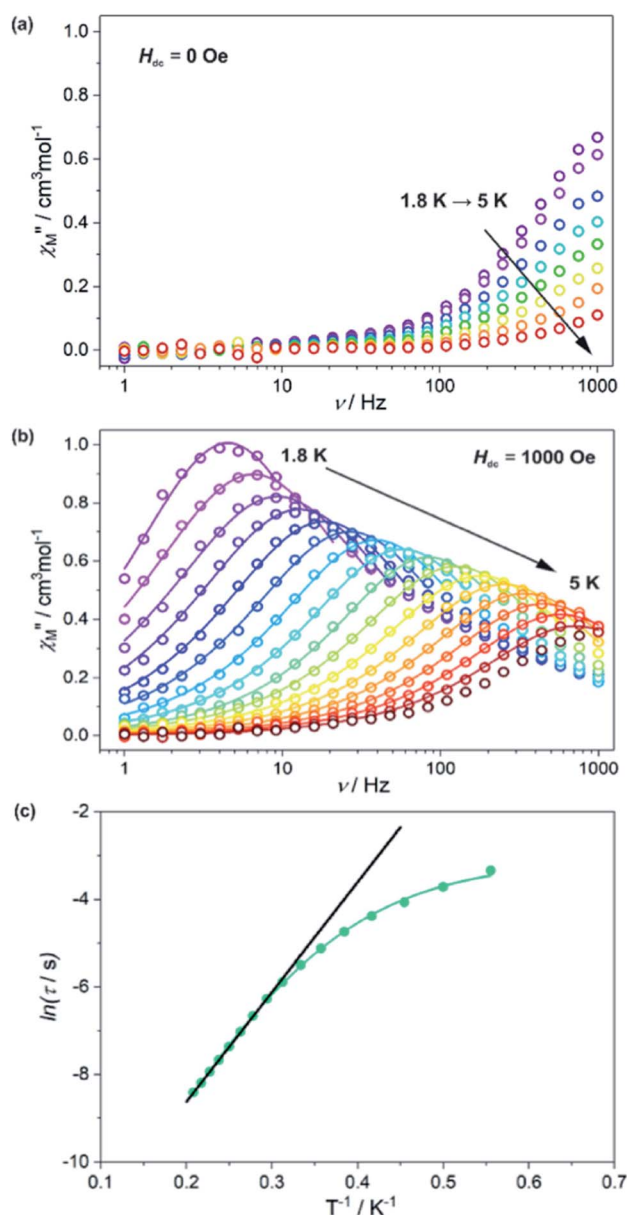 (a)
H_dc = 0 Oe
1.0
0.8
0.6
0.4
0.2
0.0
χ_M'' / cm³mol⁻¹
1.8 K → 5 K
1
10
100
1000
ν / Hz
(b)
1.0
0.8
0.6
0.4
0.2
0.0
χ_M'' / cm³mol⁻¹
1.8 K
H_dc = 1000 Oe
5 K
1
10
100
1000
ν / Hz
(c)
-2
-4
-6
-8
-10
ln(τ / s)
0.1
0.2
0.3
0.4
0.5
0.6
0.7
T⁻¹ / K⁻¹